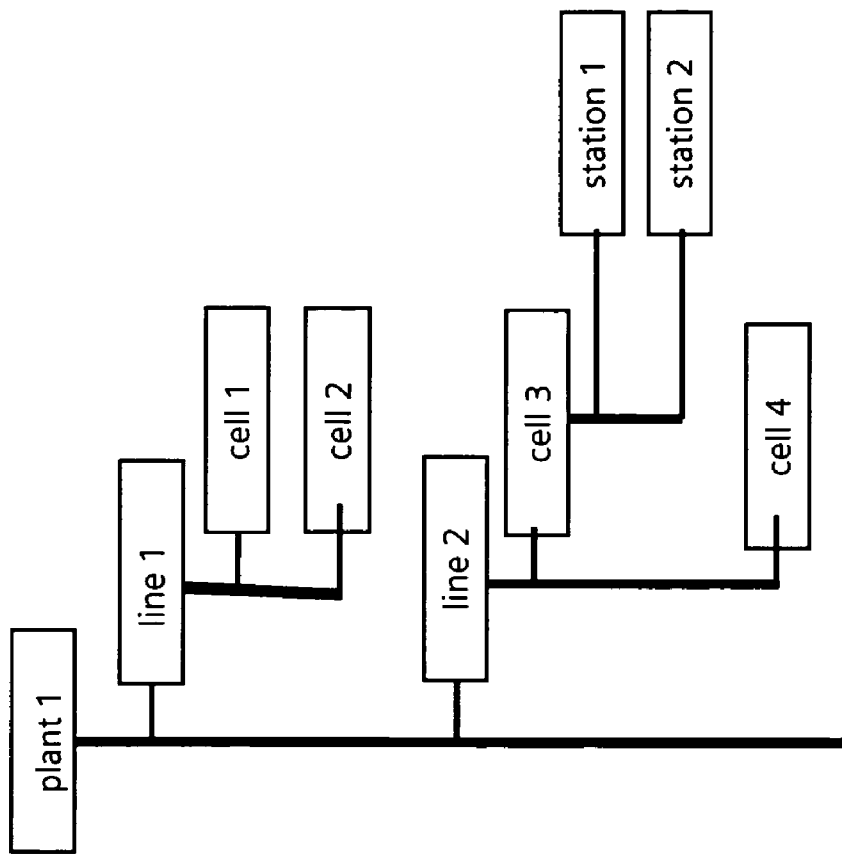 plant 1
line 1
cell 1
cell 2
line 2
cell 3
station 1
station 2
cell 4